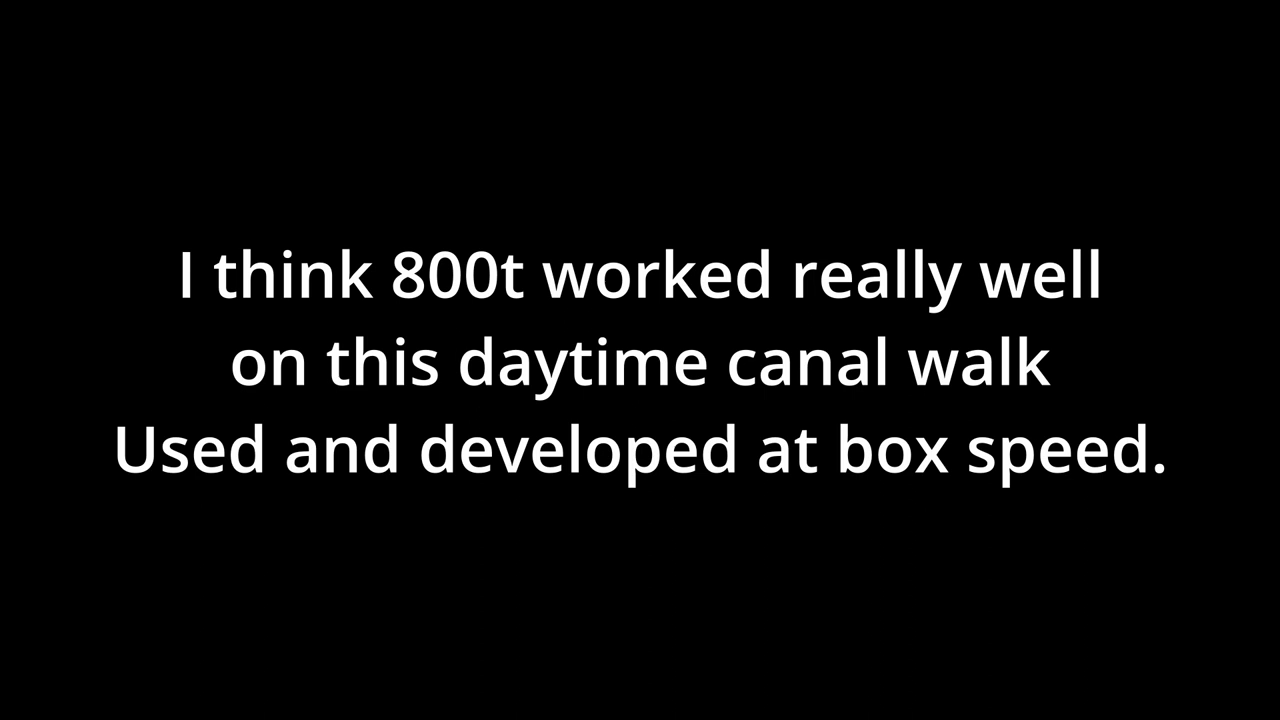 I think 800t worked really well
on this daytime canal walk
Used and developed at box speed.